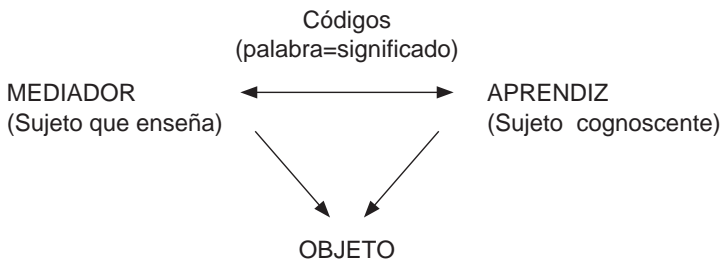 Códigos
(palabra=significado)
MEDIADOR
(Sujeto que enseña)
APRENDIZ
(Sujeto cognoscente)
OBJETO